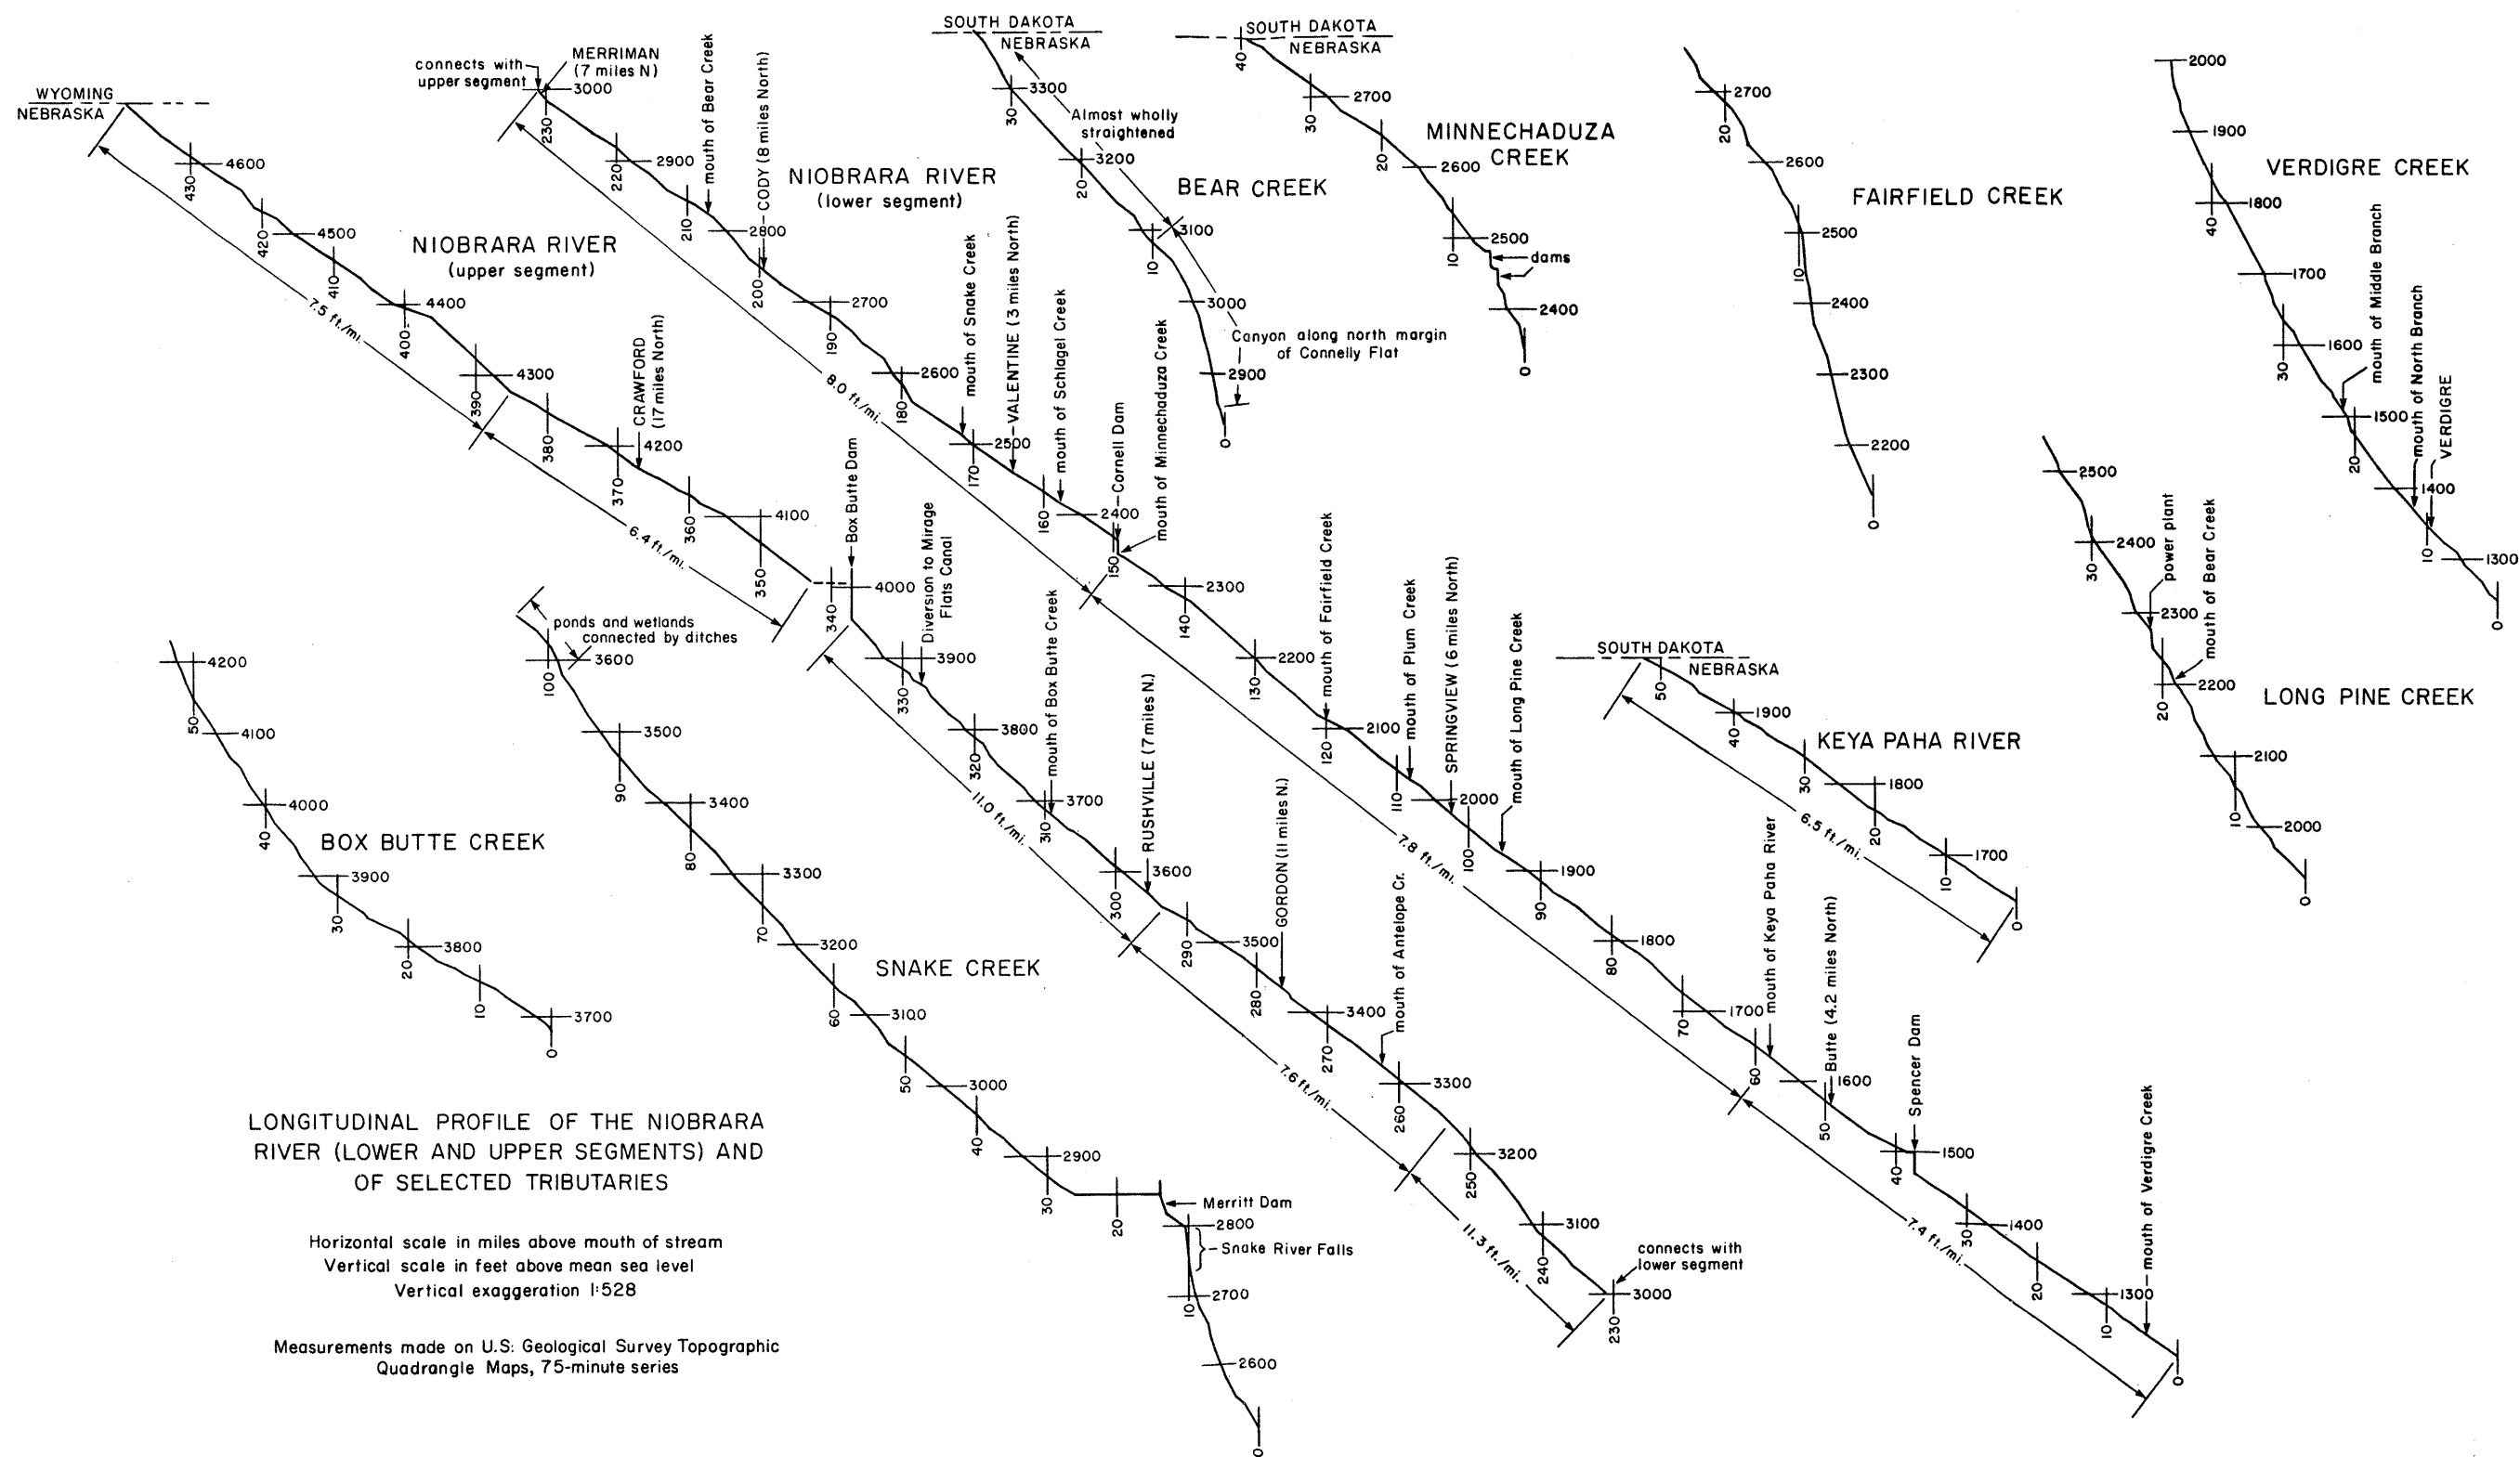 WYOMING
NEBRASKA
4600
430
420
4500
410
NIOBRARA RIVER
(upper segment)
7.5 ft./mi.
4400
400
4300
390
380
CRAWFORD
(17 miles North)
4200
370
360
6.4 ft./mi.
4100
350
Box Butte Dam
340
4000
Diversion to Mirage
Flats Canal
3900
330
3800
320
mouth of Box Butte Creek
3700
310
11.0 ft./mi.
RUSHVILLE (7 miles N.)
3600
300
290
3500
GORDON (11 miles N.)
280
3400
270
mouth of Antelope Cr.
7.6 ft./mi.
3300
260
3200
250
3100
240
11.3 ft./mi.
connects with
lower segment
3000
230
connects with
upper segment
MERRIMAN
(7 miles N)
3000
230
2900
220
mouth of Bear Creek
210
CODY (8 miles North)
2800
200
NIOBRARA RIVER
(lower segment)
2700
190
8.0 ft./mi.
2600
180
mouth of Snake Creek
2500
170
VALENTINE (3 miles North)
160
mouth of Schlagel Creek
2400
Cornell Dam
150
mouth of Minnechaduza Creek
2300
140
2200
130
mouth of Fairfield Creek
2100
120
7.8 ft./mi.
mouth of Plum Creek
110
SPRINGVIEW (6 miles North)
2000
100
mouth of Long Pine Creek
1900
90
1800
80
1700
70
mouth of Keya Paha River
60
1600
Butte (4.2 miles North)
50
Spencer Dam
1500
40
7.4 ft./mi.
1400
30
20
1300
10
mouth of Verdigre Creek
0
SOUTH DAKOTA
NEBRASKA
3300
30
Almost wholly
straightened
3200
20
BEAR CREEK
3100
10
3000
Canyon along north margin
of Connelly Flat
2900
0
SOUTH DAKOTA
NEBRASKA
40
2700
30
MINNECHADUZA
CREEK
20
2600
2500
10
dams
2400
0
2700
20
2600
FAIRFIELD CREEK
2500
10
2400
2300
2200
0
2000
1900
VERDIGRE CREEK
1800
40
1700
mouth of Middle Branch
1600
30
1500
20
mouth of North Branch
VERDIGRE
1400
10
1300
0
2500
2400
30
power plant
mouth of Bear Creek
2300
2200
20
LONG PINE CREEK
2100
10
2000
0
SOUTH DAKOTA
NEBRASKA
50
1900
40
KEYA PAHA RIVER
30
1800
20
6.5 ft./mi.
1700
10
0
4200
50
4100
4000
40
BOX BUTTE CREEK
3900
30
3800
20
10
3700
0
ponds and wetlands
connected by ditches
3600
100
3500
90
3400
80
3300
70
3200
SNAKE CREEK
60
3100
50
3000
40
2900
30
20
Merritt Dam
2800
Snake River Falls
2700
10
2600
0
LONGITUDINAL PROFILE OF THE NIOBRARA
RIVER (LOWER AND UPPER SEGMENTS) AND
OF SELECTED TRIBUTARIES
Horizontal scale in miles above mouth of stream
Vertical scale in feet above mean sea level
Vertical exaggeration 1:528
Measurements made on U.S. Geological Survey Topographic
Quadrangle Maps, 75-minute series